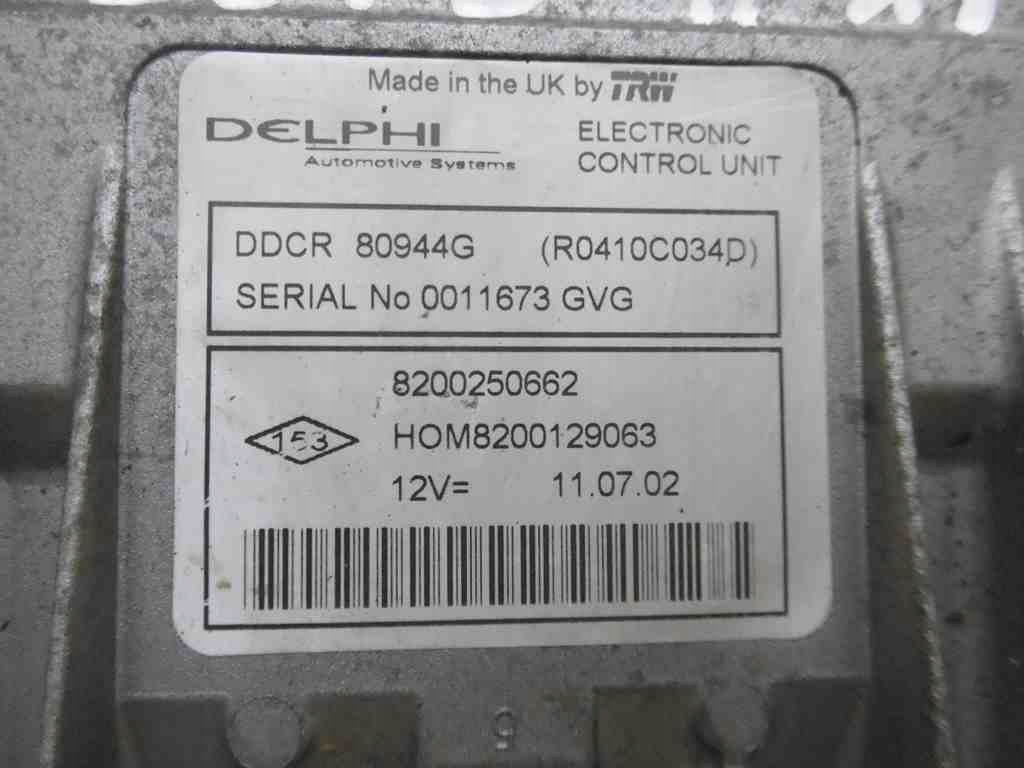 Made in the UK by TRW
DELPHI
Automotive Systems
ELECTRONIC
CONTROL UNIT
DDCR 80944G (R0410C034D)
SERIAL No 0011673 GVG
8200250662
153
HOM8200129063
12V= 11.07.02
9